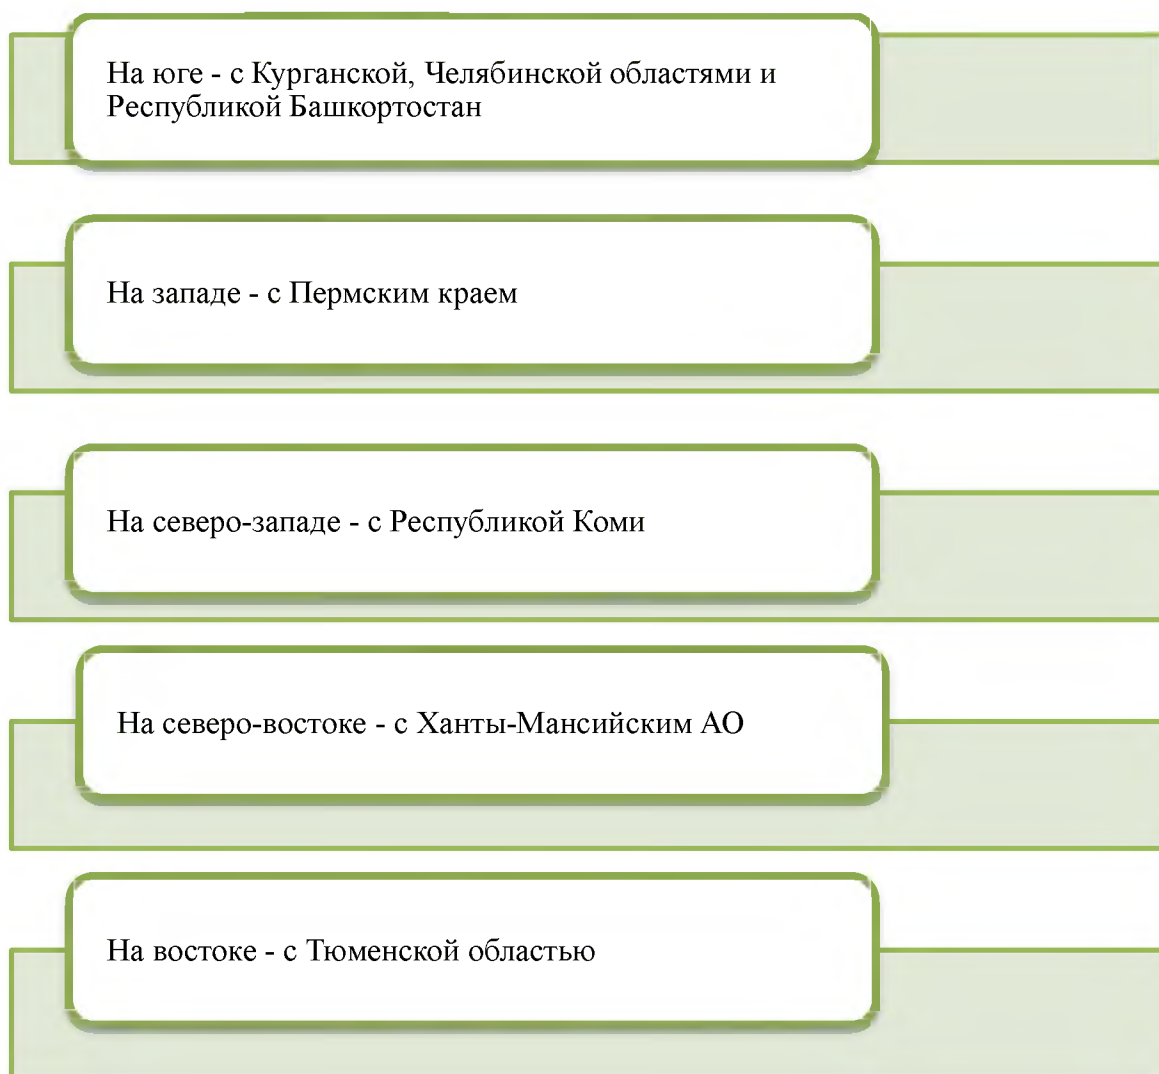 На юге - с Курганской, Челябинской областями и
Республикой Башкортостан
На западе - с Пермским краем
На северо-западе - с Республикой Коми
На северо-востоке - с Ханты-Мансийским АО
На востоке - с Тюменской областью